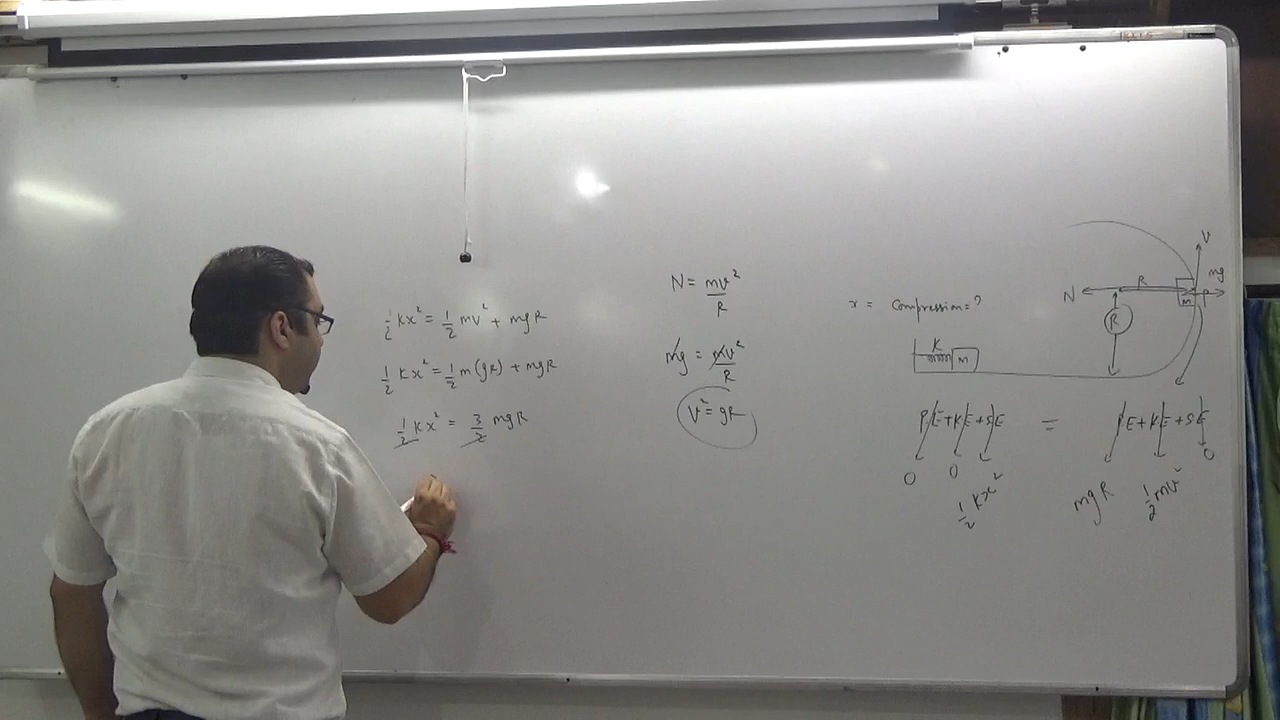 ½ Kx² = ½ mv² + mgR
½ Kx² = ½ m(gR) + mgR
½ Kx² = 3/2 mgR
N = mv²/R
mg = mv²/R
v² = gR
x = Compression = ?
K
m
V
mg
N
R
m
R
PE + KE + SE = PE + KE + SE
0 0 ½ Kx² mgR ½ mv² 0